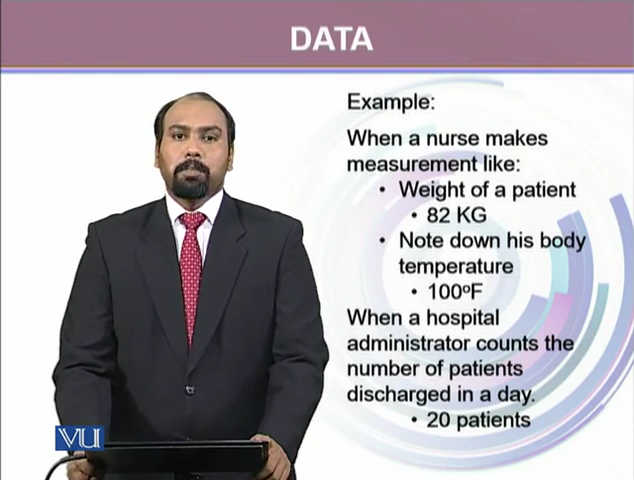 DATA
Example:
When a nurse makes
measurement like:
• Weight of a patient
• 82 KG
• Note down his body
temperature
• 100ºF
When a hospital
administrator counts the
number of patients
discharged in a day.
• 20 patients
VU